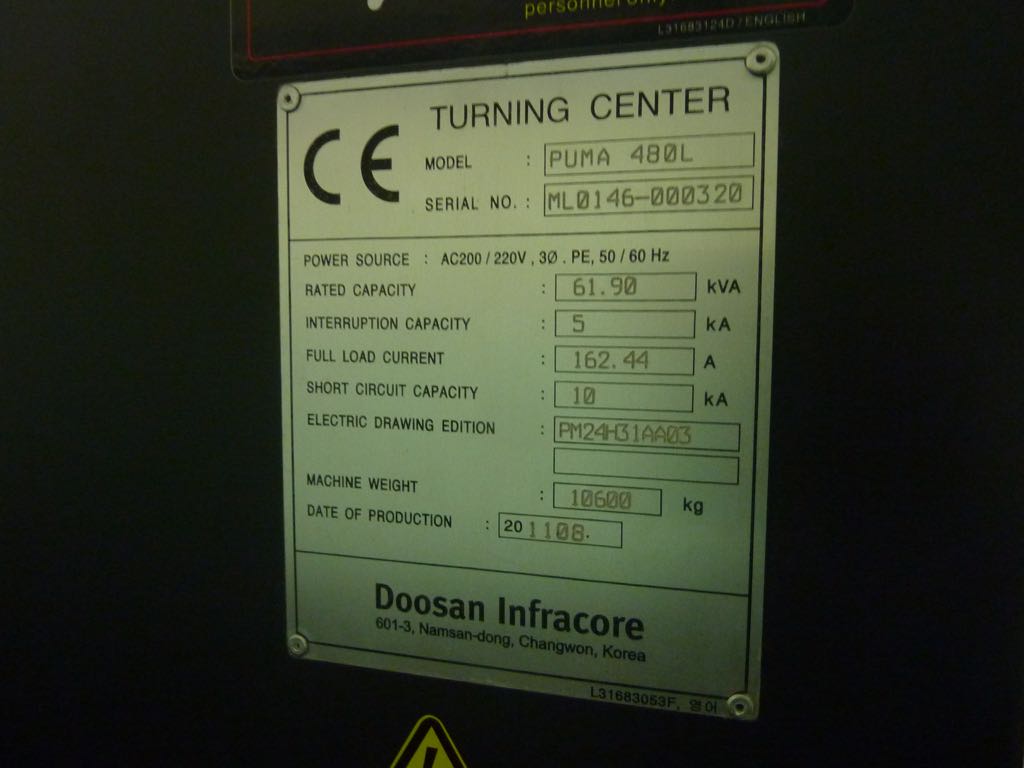 personnel only.
L31683124D / ENGLISH
TURNING CENTER
CE
MODEL : PUMA 480L
SERIAL NO. : ML0146-000320
POWER SOURCE : AC200 / 220V , 3Ø . PE, 50 / 60 Hz
RATED CAPACITY : 61.90 kVA
INTERRUPTION CAPACITY : 5 kA
FULL LOAD CURRENT : 162.44 A
SHORT CIRCUIT CAPACITY : 10 kA
ELECTRIC DRAWING EDITION : PM24H31AA03
MACHINE WEIGHT : 10600 kg
DATE OF PRODUCTION : 201108.
Doosan Infracore
601-3, Namsan-dong, Changwon, Korea
L31683053F, 영어